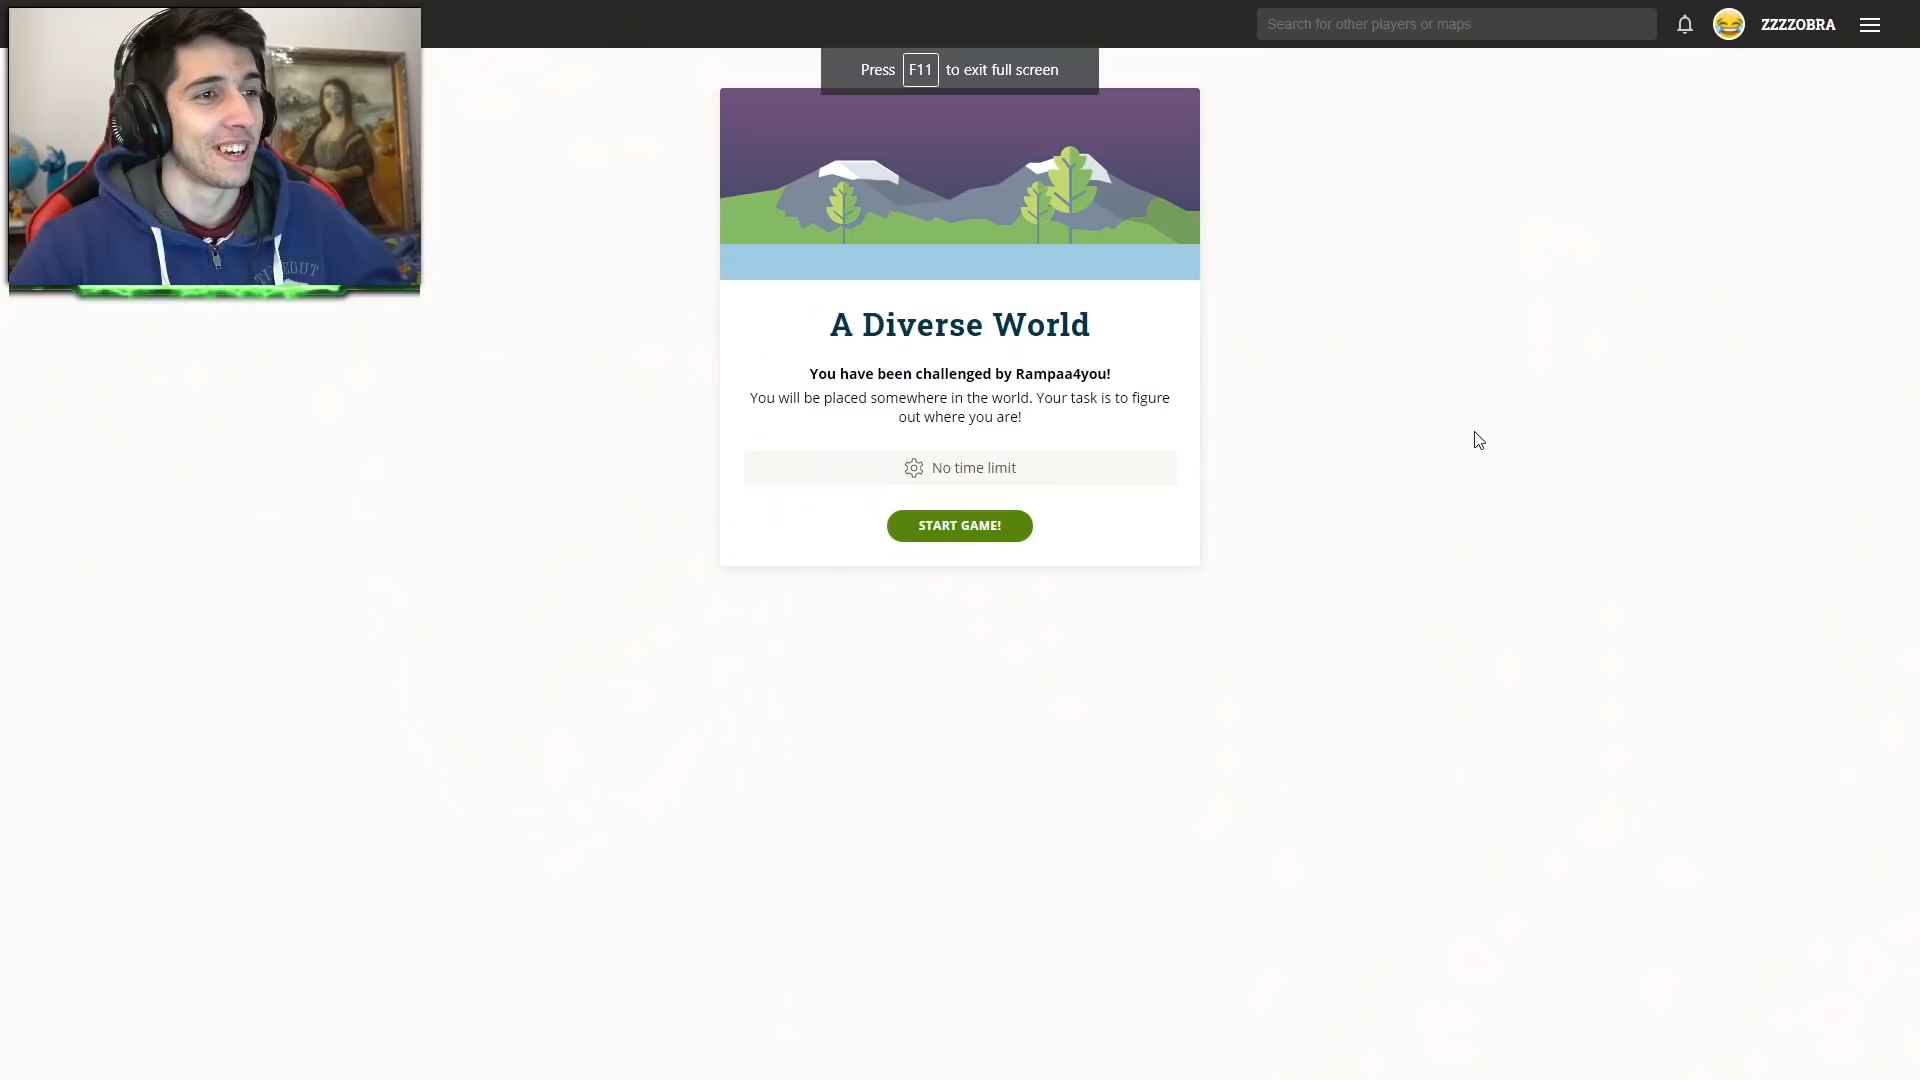 Search for other players or maps
ZZZZOBRA
Press F11 to exit full screen
TIMEOUT
A Diverse World
You have been challenged by Rampaa4you!
You will be placed somewhere in the world. Your task is to figure
out where you are!
No time limit
START GAME!